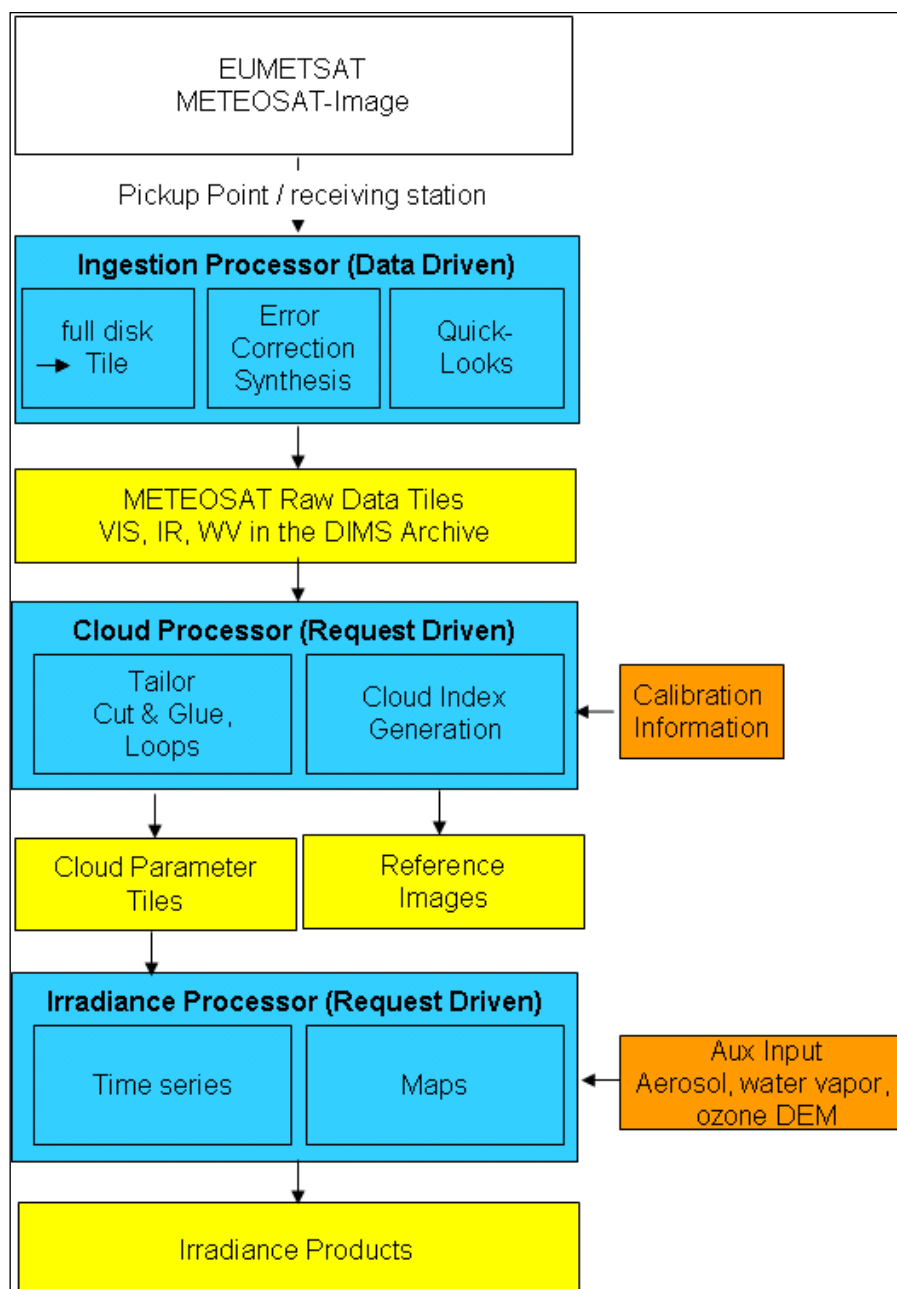 EUMETSAT
METEOSAT-Image
Pickup Point / receiving station
Ingestion Processor (Data Driven)
full disk
→ Tile
Error
Correction
Synthesis
Quick-
Looks
METEOSAT Raw Data Tiles
VIS, IR, WV in the DIMS Archive
Cloud Processor (Request Driven)
Tailor
Cut & Glue,
Loops
Cloud Index
Generation
Calibration
Information
Cloud Parameter
Tiles
Reference
Images
Irradiance Processor (Request Driven)
Time series
Maps
Aux Input
Aerosol, water vapor,
ozone DEM
Irradiance Products